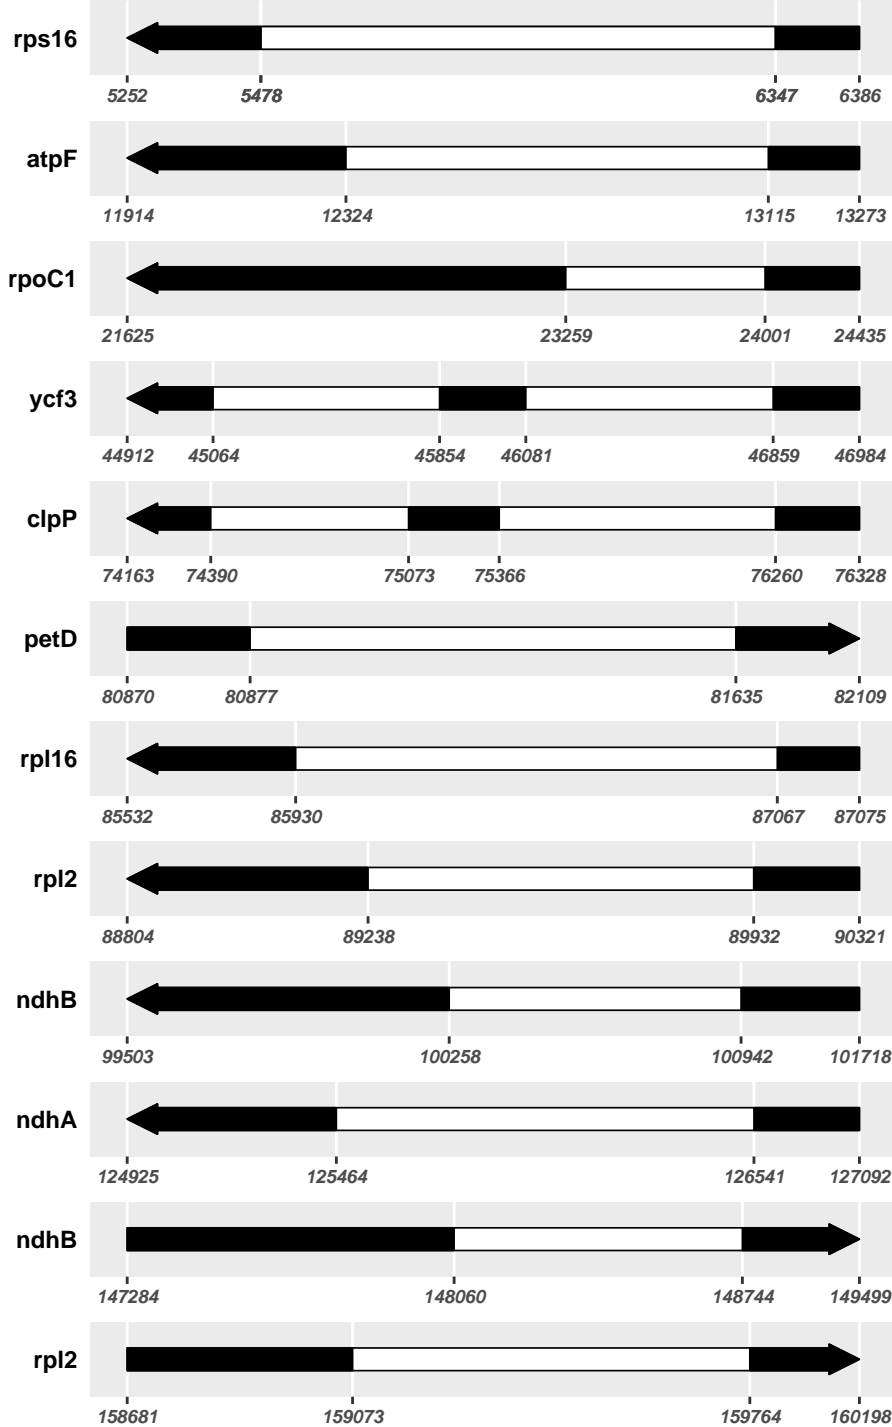 rps16
5252 5478 6347 6386
atpF
11914 12324 13115 13273
rpoC1
21625 23259 24001 24435
ycf3
44912 45064 45854 46081 46859 46984
clpP
74163 74390 75073 75366 76260 76328
petD
80870 80877 81635 82109
rpl16
85532 85930 87067 87075
rpl2
88804 89238 89932 90321
ndhB
99503 100258 100942 101718
ndhA
124925 125464 126541 127092
ndhB
147284 148060 148744 149499
rpl2
158681 159073 159764 160198